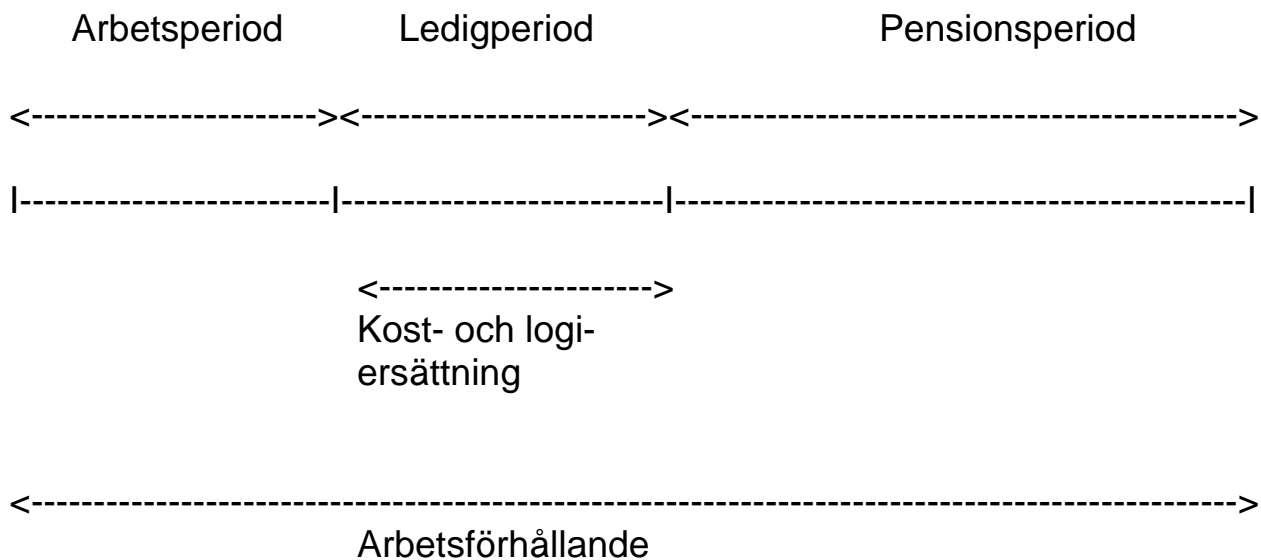 Arbetsperiod Ledigperiod Pensionsperiod
<-----------------------><-----------------------><-------------------------------------------->
|-------------------------|--------------------------|----------------------------------------------|
<---------------------->
Kost- och logi-
ersättning
<-------------------------------------------------------------------------------------------------->
Arbetsförhållande